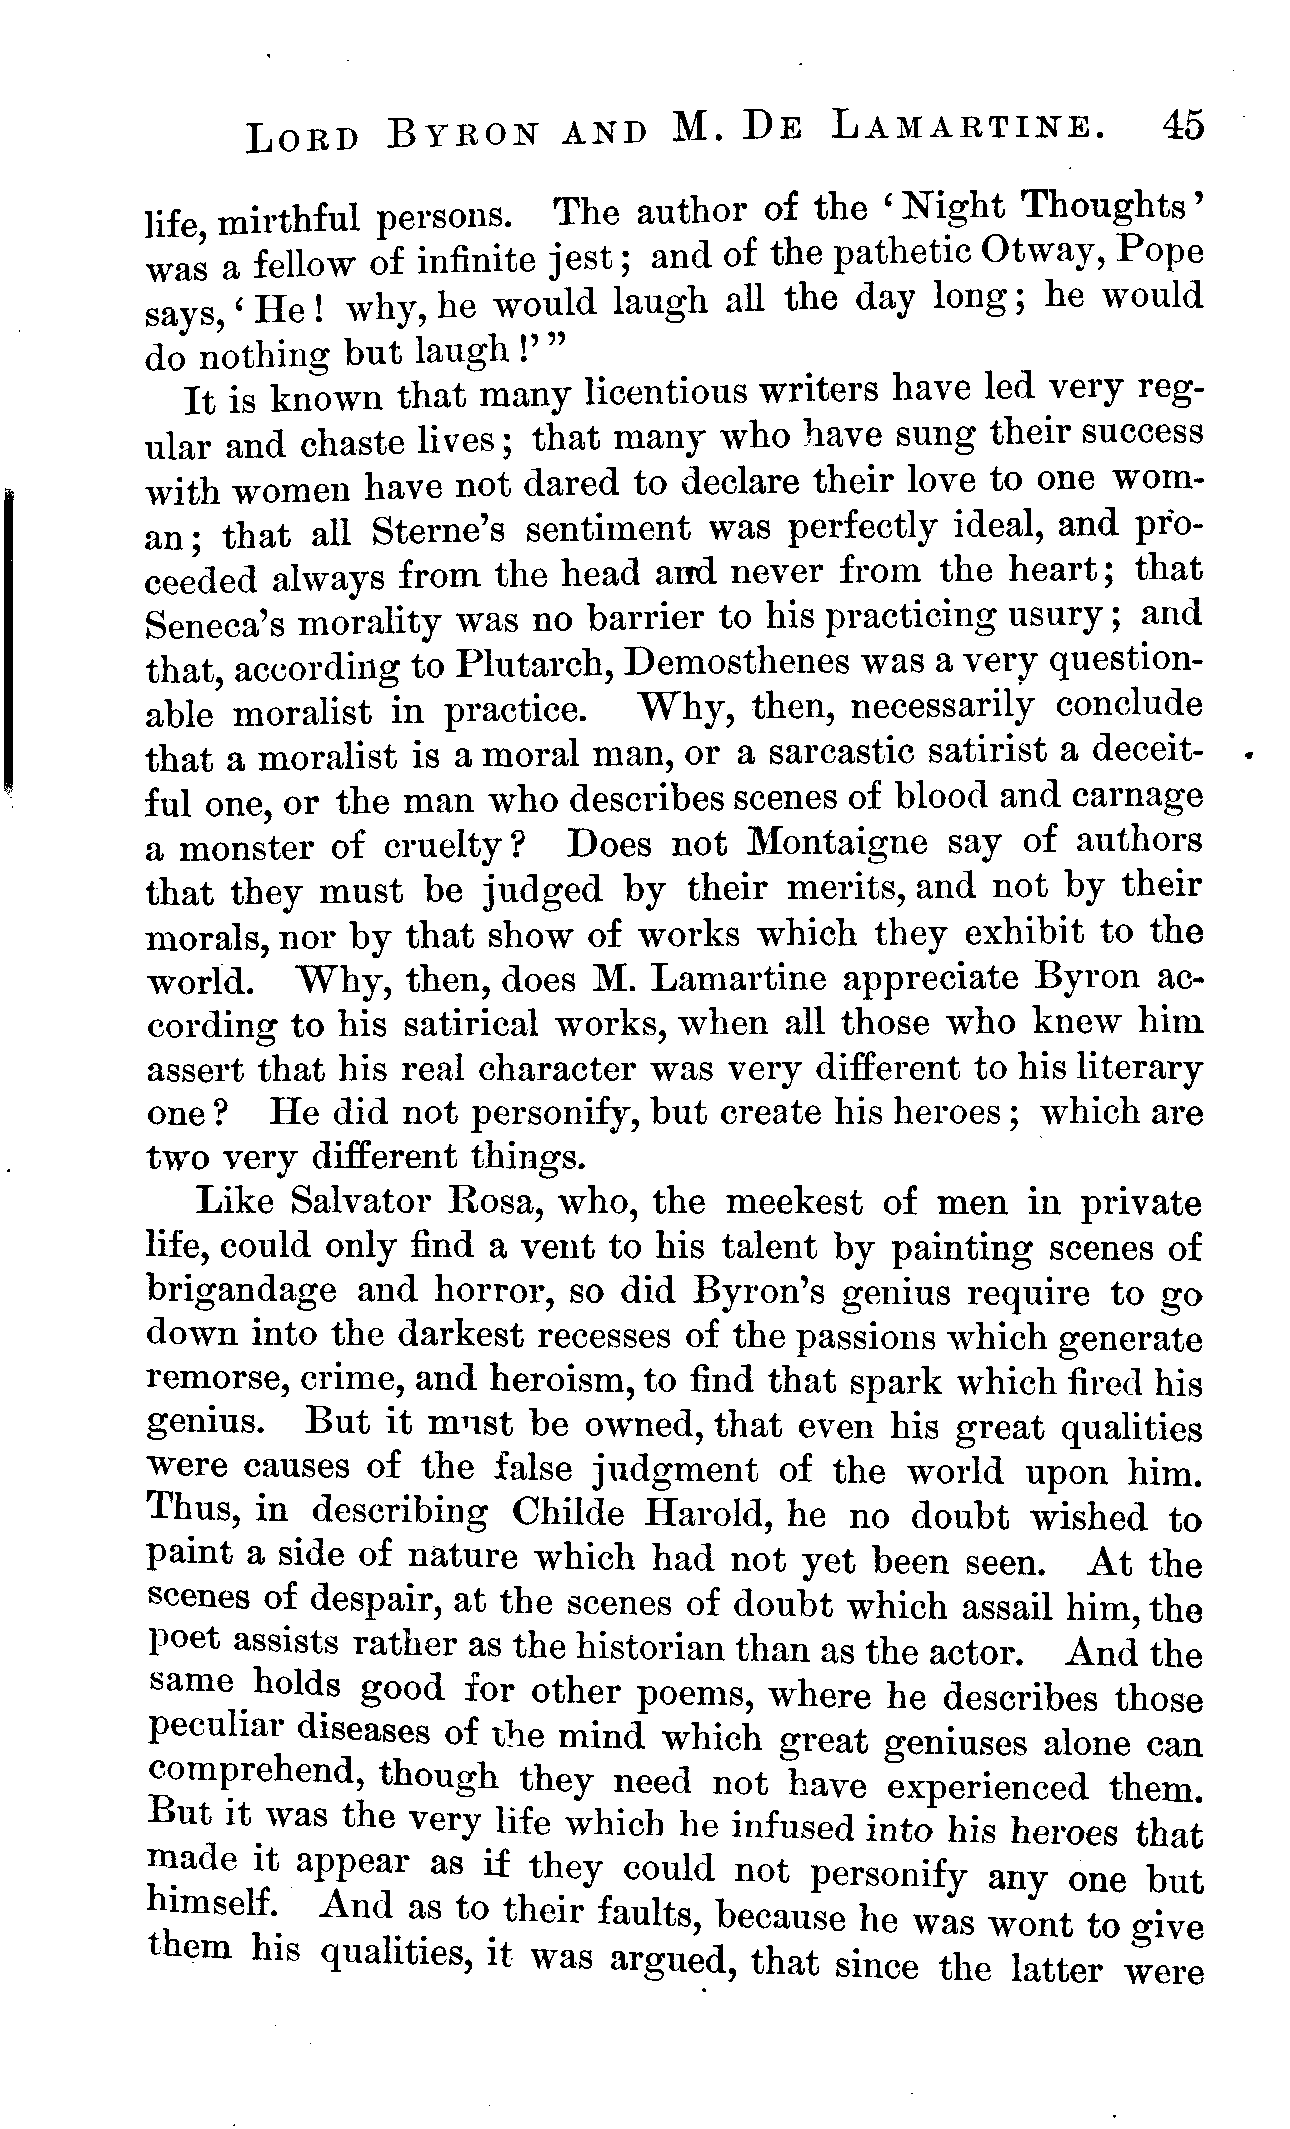 LORD BYRON AND M. DE LAMARTINE. 45
life, mirthful persons. The author of the ‘Night Thoughts’
was a fellow of infinite jest; and of the pathetic Otway, Pope
says, ‘He! why, he would laugh all the day long; he would
do nothing but laugh!’”
It is known that many licentious writers have led very reg-
ular and chaste lives; that many who have sung their success
with women have not dared to declare their love to one wom-
an; that all Sterne’s sentiment was perfectly ideal, and pro-
ceeded always from the head and never from the heart; that
Seneca’s morality was no barrier to his practicing usury; and
that, according to Plutarch, Demosthenes was a very question-
able moralist in practice. Why, then, necessarily conclude
that a moralist is a moral man, or a sarcastic satirist a deceit-
ful one, or the man who describes scenes of blood and carnage
a monster of cruelty? Does not Montaigne say of authors
that they must be judged by their merits, and not by their
morals, nor by that show of works which they exhibit to the
world. Why, then, does M. Lamartine appreciate Byron ac-
cording to his satirical works, when all those who knew him
assert that his real character was very different to his literary
one? He did not personify, but create his heroes; which are
two very different things.
Like Salvator Rosa, who, the meekest of men in private
life, could only find a vent to his talent by painting scenes of
brigandage and horror, so did Byron’s genius require to go
down into the darkest recesses of the passions which generate
remorse, crime, and heroism, to find that spark which fired his
genius. But it must be owned, that even his great qualities
were causes of the false judgment of the world upon him.
Thus, in describing Childe Harold, he no doubt wished to
paint a side of nature which had not yet been seen. At the
scenes of despair, at the scenes of doubt which assail him, the
poet assists rather as the historian than as the actor. And the
same holds good for other poems, where he describes those
peculiar diseases of the mind which great geniuses alone can
comprehend, though they need not have experienced them.
But it was the very life which he infused into his heroes that
made it appear as if they could not personify any one but
himself. And as to their faults, because he was wont to give
them his qualities, it was argued, that since the latter were